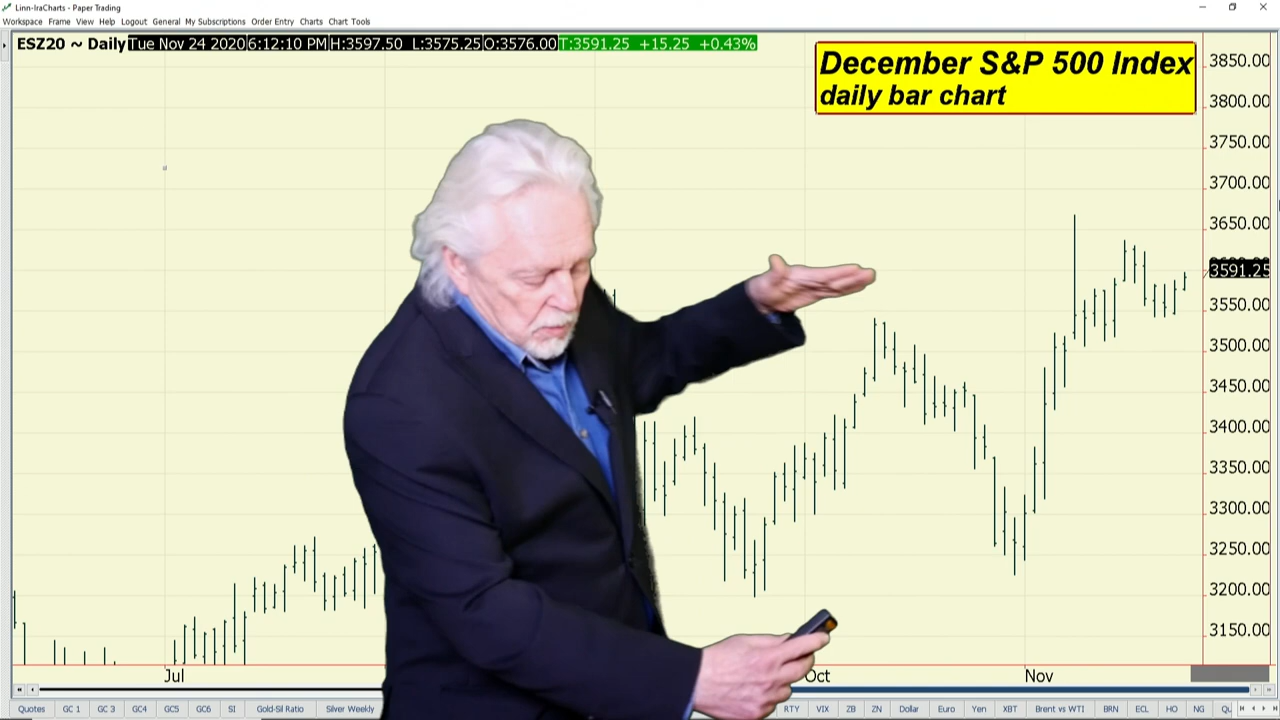 Linn-IraCharts - Paper Trading
Workspace Frame View Help Logout General My Subscriptions Order Entry Charts Chart Tools
ESZ20 ~ Daily Tue Nov 24 2020 6:12:10 PM H:3597.50 L:3575.25 O:3576.00 T:3591.25 +15.25 +0.43%
December S&P 500 Index
daily bar chart
3850.00
3800.00
3750.00
3700.00
3650.00
3591.25
3550.00
3500.00
3450.00
3400.00
3350.00
3300.00
3250.00
3200.00
3150.00
Jul Oct Nov
Quotes GC 1 GC 3 GC4 GC5 GC6 SI Gold-Sil Ratio Silver Weekly RTY VIX ZB ZN Dollar Euro Yen XBT Brent vs WTI BRN ECL HO NG